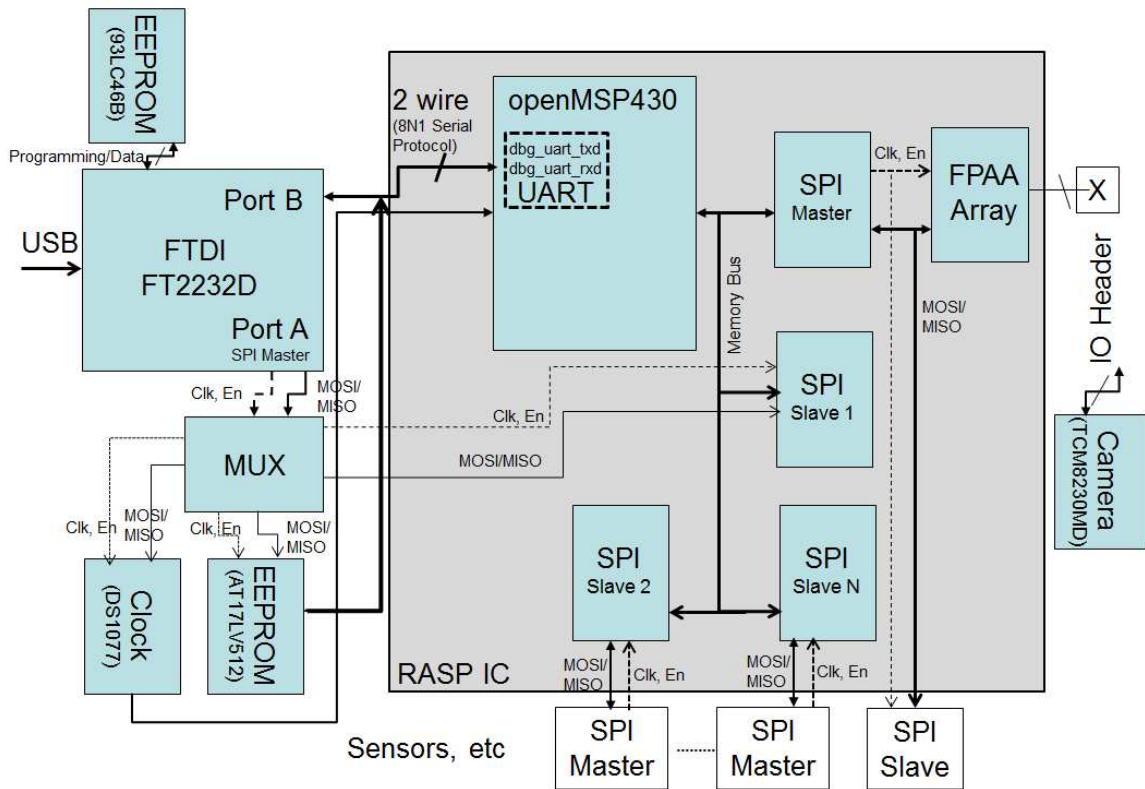 EEPROM
(93LC46B)
Programming/Data
Port B
USB
FTDI
FT2232D
Port A
SPI Master
Clk, En
MOSI/
MISO
MUX
Clk, En
MOSI/
MISO
Clk, En
MOSI/
MISO
Clock
(DS1077)
EEPROM
(AT17LV512)
2 wire
(8N1 Serial
Protocol)
openMSP430
dbg_uart_txd
dbg_uart_rxd
UART
SPI
Master
Clk, En
FPAA
Array
X
Memory Bus
MOSI/
MISO
IO Header
Camera
(TCM8230MD)
SPI
Slave 1
Clk, En
MOSI/MISO
SPI
Slave 2
SPI
Slave N
MOSI/
MISO
Clk, En
MOSI/
MISO
Clk, En
RASP IC
Sensors, etc
SPI
Master
SPI
Master
SPI
Slave